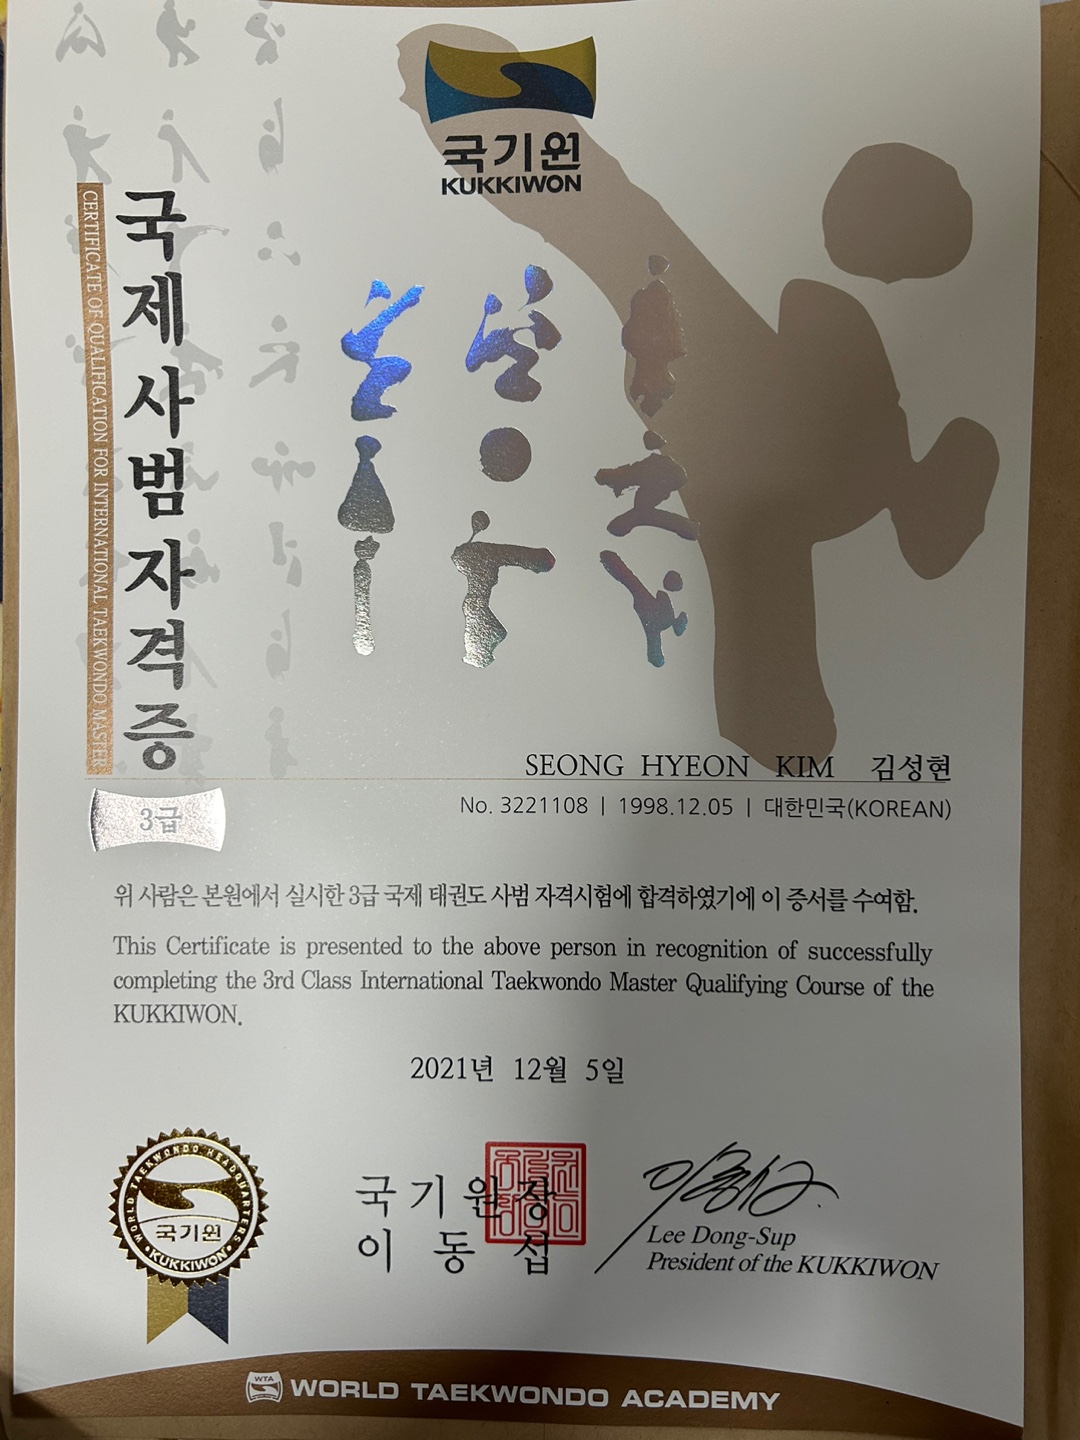 국기원
KUKKIWON
국제사범자격증
CERTIFICATE OF QUALIFICATION FOR INTERNATIONAL TAEKWONDO MASTER
3급
SEONG HYEON KIM 김성현
No. 3221108 | 1998.12.05 | 대한민국(KOREAN)
위 사람은 본원에서 실시한 3급 국제 태권도 사범 자격시험에 합격하였기에 이 증서를 수여함.
This Certificate is presented to the above person in recognition of successfully
completing the 3rd Class International Taekwondo Master Qualifying Course of the
KUKKIWON.
2021년 12월 5일
WORLD TAEKWONDO HEADQUARTERS
국기원
KUKKIWON
국기원장
이동섭
Lee Dong-Sup
President of the KUKKIWON
WTA
WORLD TAEKWONDO ACADEMY